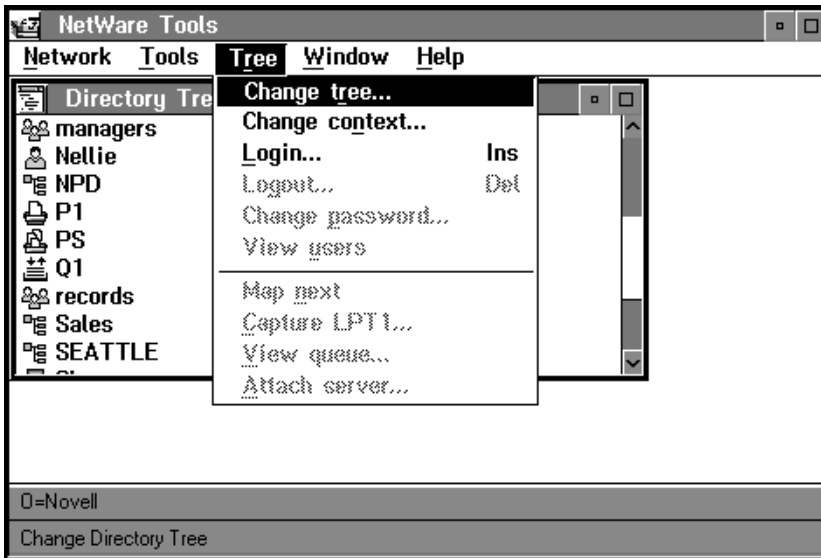 NetWare Tools
Network Tools Tree Window Help
Directory Tre
managers
Nellie
NPD
P1
PS
Q1
records
Sales
SEATTLE
Change tree...
Change context...
Login... Ins
Logout... Del
Change password...
View users
Map next
Capture LPT1...
View queue...
Attach server...
O=Novell
Change Directory Tree